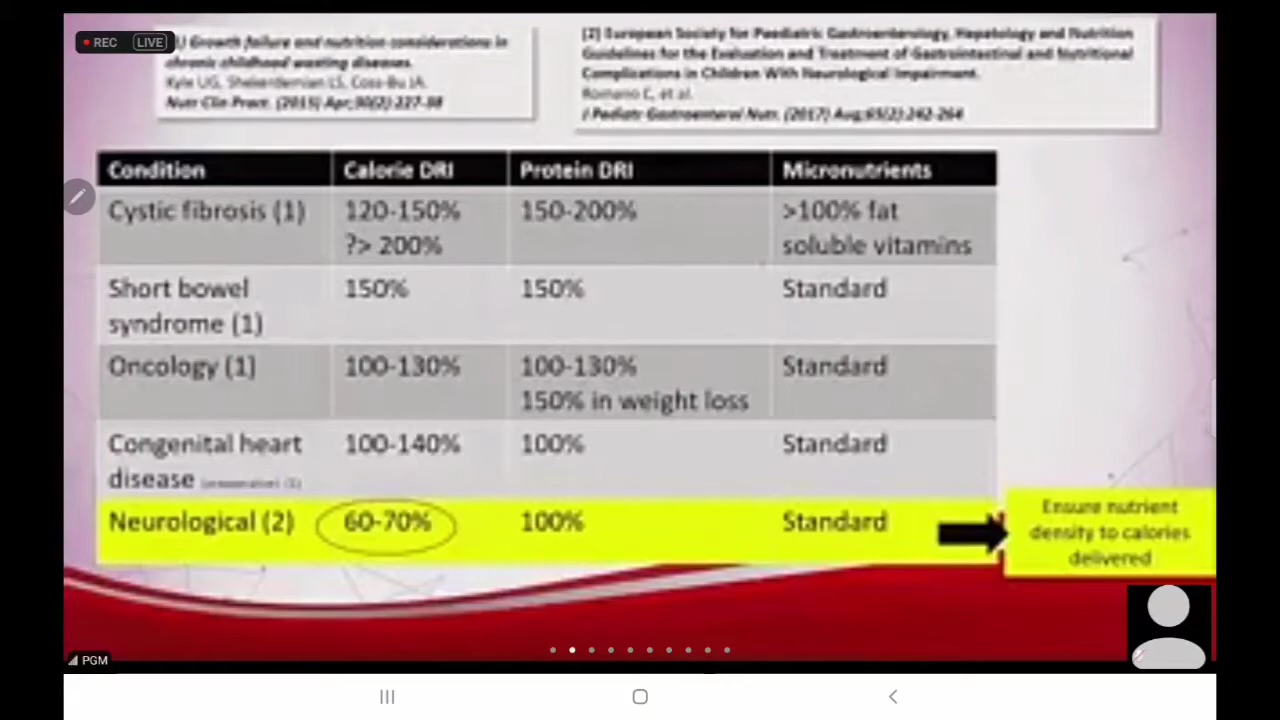 REC LIVE
(1) Growth failure and nutrition considerations in
chronic childhood wasting diseases.
Kyle UG, Shekerdemian LS, Coss-Bu JA.
Nutr Clin Pract. (2015) Apr;30(2):227-38
(2) European Society for Paediatric Gastroenterology, Hepatology and Nutrition
Guidelines for the Evaluation and Treatment of Gastrointestinal and Nutritional
Complications in Children With Neurological Impairment.
Romano C, et al.
J Pediatr Gastroenterol Nutr. (2017) Aug;65(2):242-264
Condition Calorie DRI Protein DRI Micronutrients
Cystic fibrosis (1) 120-150% 150-200% >100% fat
?> 200% soluble vitamins
Short bowel 150% 150% Standard
syndrome (1)
Oncology (1) 100-130% 100-130% Standard
150% in weight loss
Congenital heart 100-140% 100% Standard
disease
Neurological (2) 60-70% 100% Standard
Ensure nutrient
density to calories
delivered
PGM